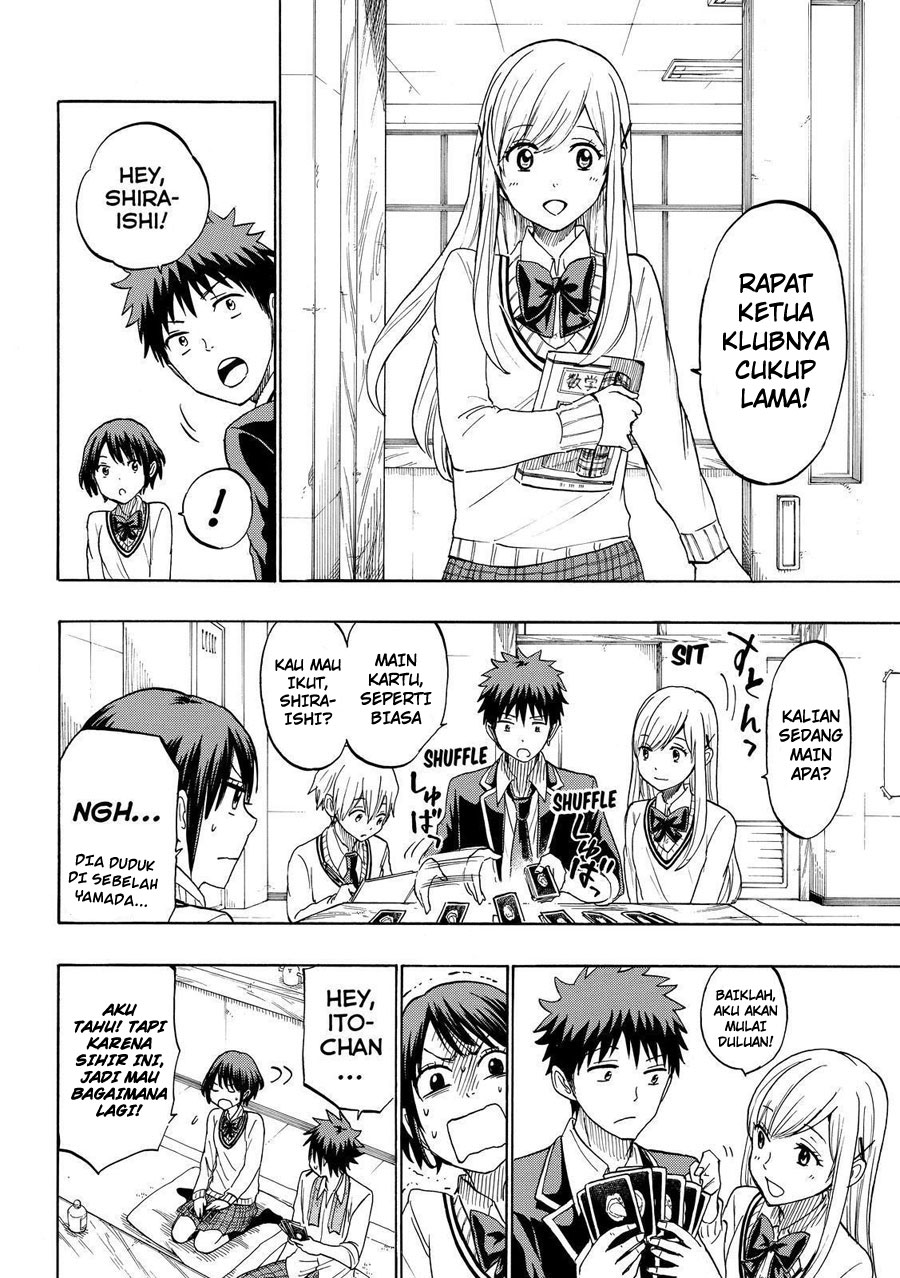 RAPAT
KETUA
KLUBNYA
CUKUP
LAMA!
数学
HEY,
SHIRA-
ISHI!
!
KALIAN
SEDANG
MAIN
APA?
SIT
すとんっ
MAIN
KARTU,
SEPERTI
BIASA
KAU MAU
IKUT,
SHIRA-
ISHI?
SHUFFLE
しゅばっ
SHUFFLE
しゅばばっ
NGH...
DIA DUDUK
DI SEBELAH
YAMADA...
BAIKLAH,
AKU AKAN
MULAI
DULUAN!
HEY,
ITO-
CHAN
...
AKU
TAHU! TAPI
KARENA
SIHIR INI,
JADI MAU
BAGAIMANA
LAGI!